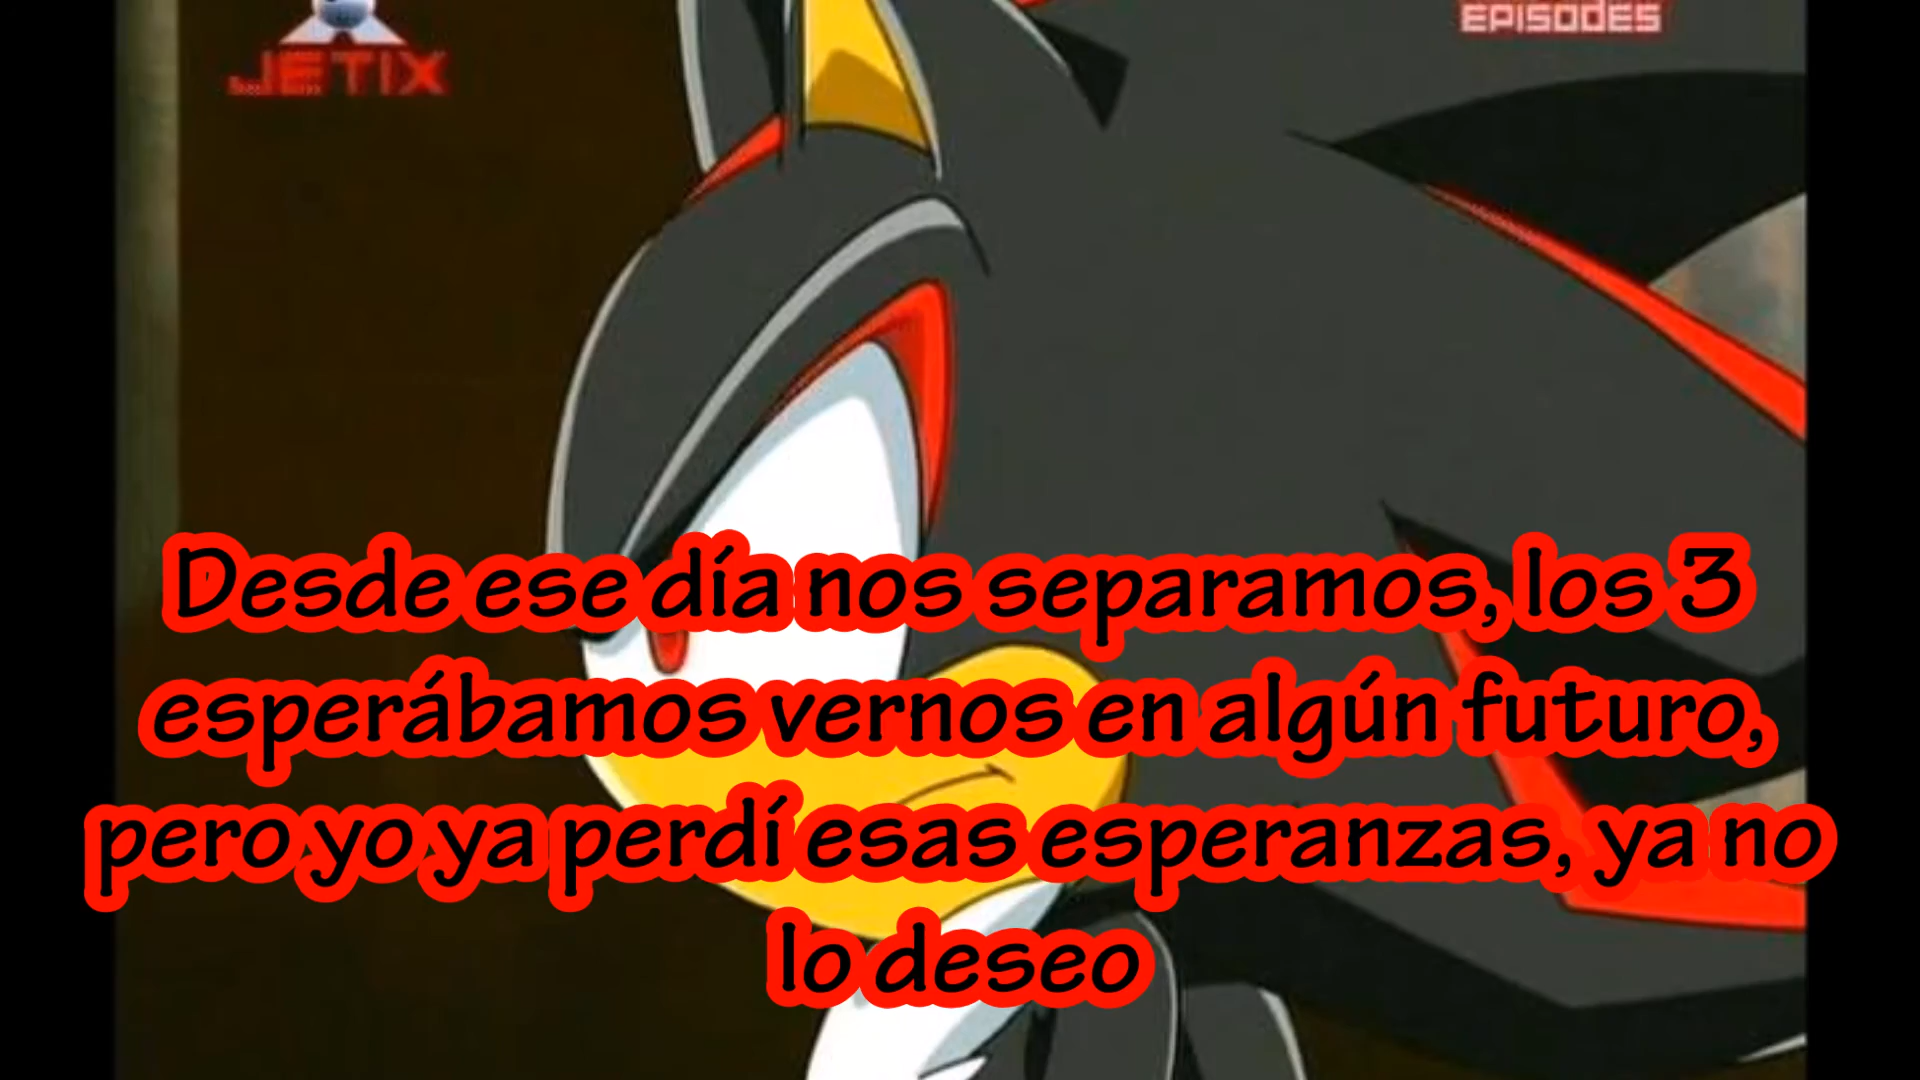 JETIX
EPISODES
Desde ese día nos separamos, los 3
esperábamos vernos en algún futuro,
pero yo ya perdí esas esperanzas, ya no
lo deseo